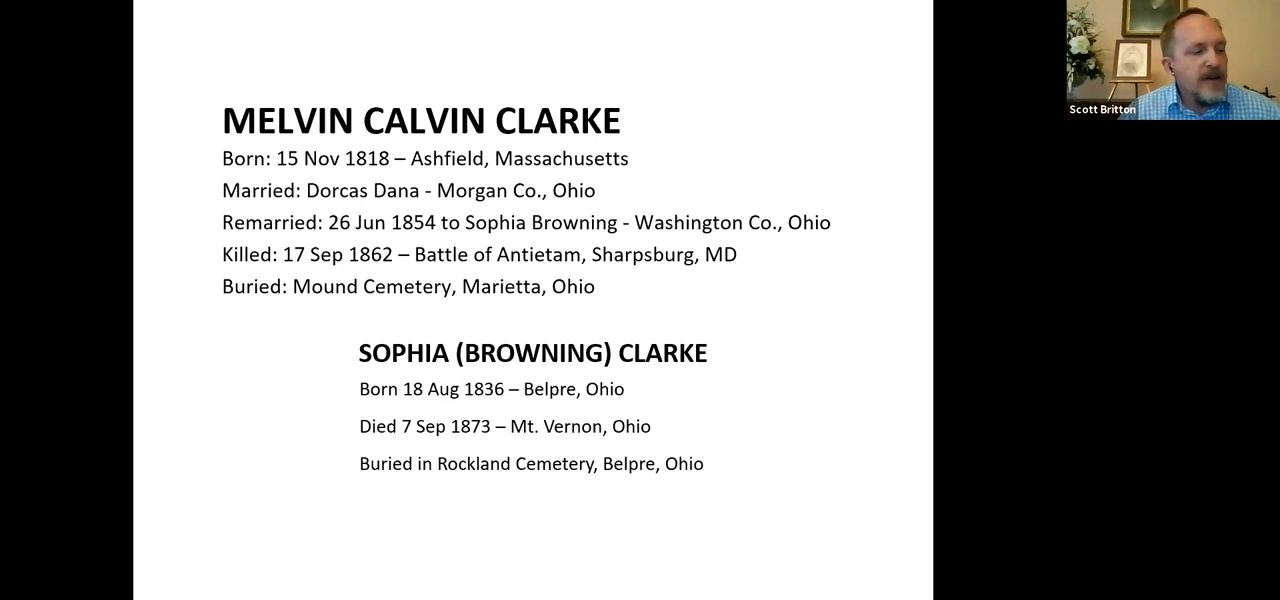 MELVIN CALVIN CLARKE
Born: 15 Nov 1818 – Ashfield, Massachusetts
Married: Dorcas Dana - Morgan Co., Ohio
Remarried: 26 Jun 1854 to Sophia Browning - Washington Co., Ohio
Killed: 17 Sep 1862 – Battle of Antietam, Sharpsburg, MD
Buried: Mound Cemetery, Marietta, Ohio
SOPHIA (BROWNING) CLARKE
Born 18 Aug 1836 – Belpre, Ohio
Died 7 Sep 1873 – Mt. Vernon, Ohio
Buried in Rockland Cemetery, Belpre, Ohio
Scott Britton